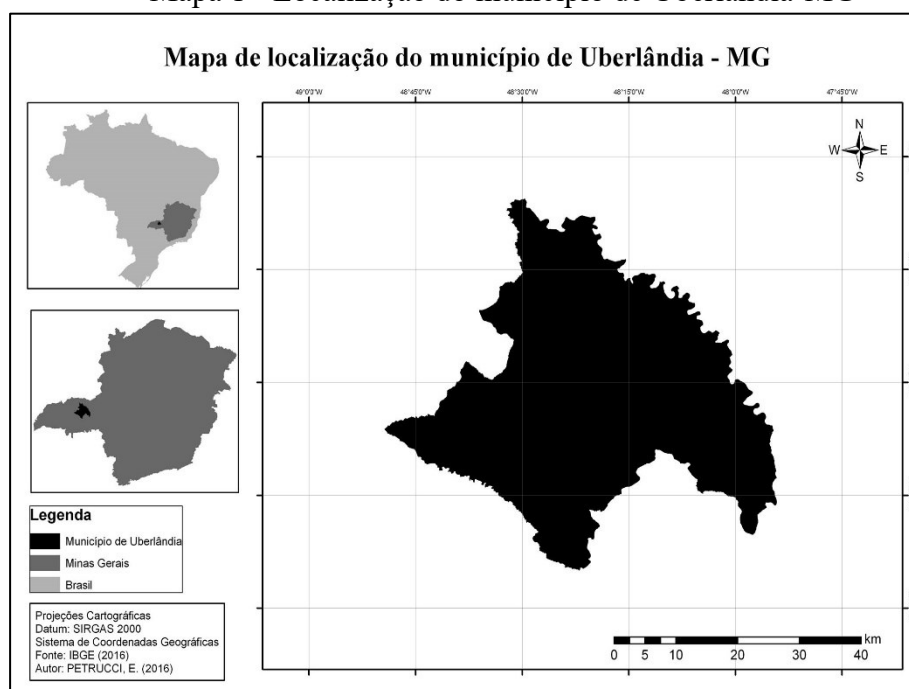 Mapa de localização do município de Uberlândia - MG
49°0'0"W 48°45'0"W 48°30'0"W 48°15'0"W 48°0'0"W 47°45'0"W
N
W E
S
Legenda
Município de Uberlândia
Minas Gerais
Brasil
Projeções Cartográficas
Datum: SIRGAS 2000
Sistema de Coordenadas Geográficas
Fonte: IBGE (2016)
Autor: PETRUCCI, E. (2016)
km
0 5 10 20 30 40